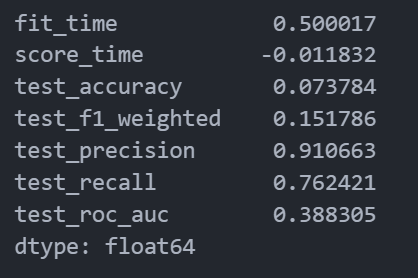 fit_time 0.500017
score_time -0.011832
test_accuracy 0.073784
test_f1_weighted 0.151786
test_precision 0.910663
test_recall 0.762421
test_roc_auc 0.388305
dtype: float64